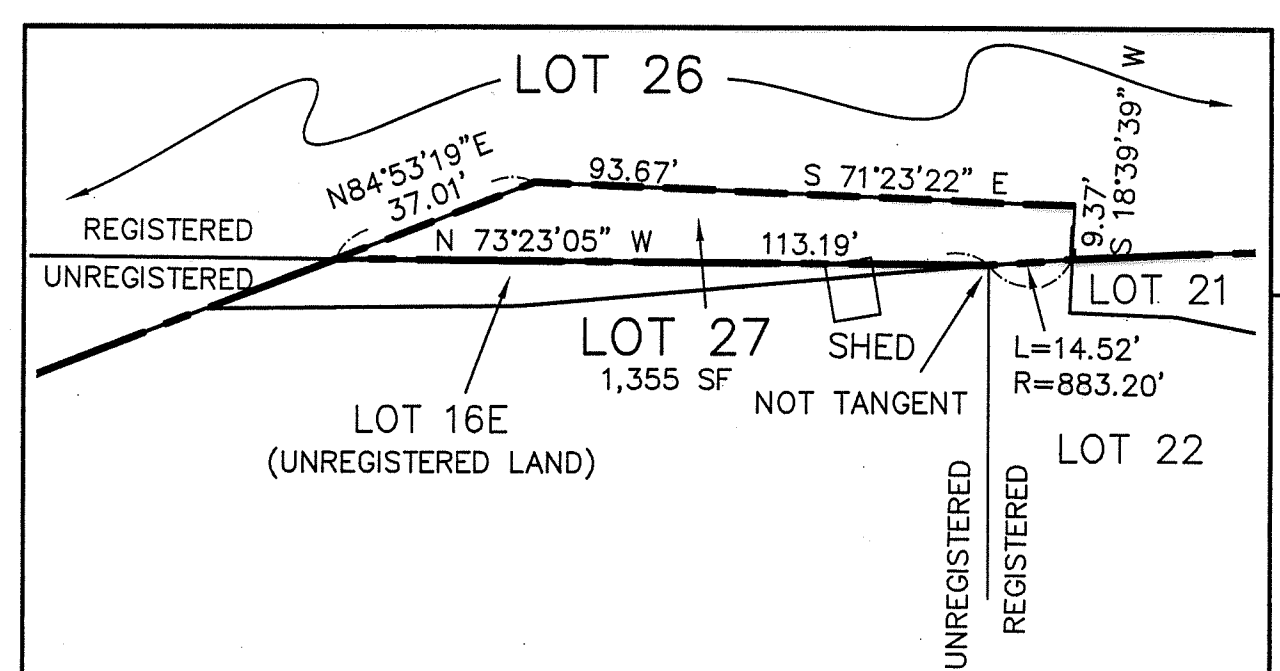 LOT 26
N84°53'19"E
37.01'
93.67'
S 71°23'22" E
9.37'
S 18°39'39" W
REGISTERED
UNREGISTERED
N 73°23'05" W
113.19'
LOT 21
LOT 27
1,355 SF
SHED
L=14.52'
R=883.20'
NOT TANGENT
LOT 16E
(UNREGISTERED LAND)
LOT 22
UNREGISTERED
REGISTERED